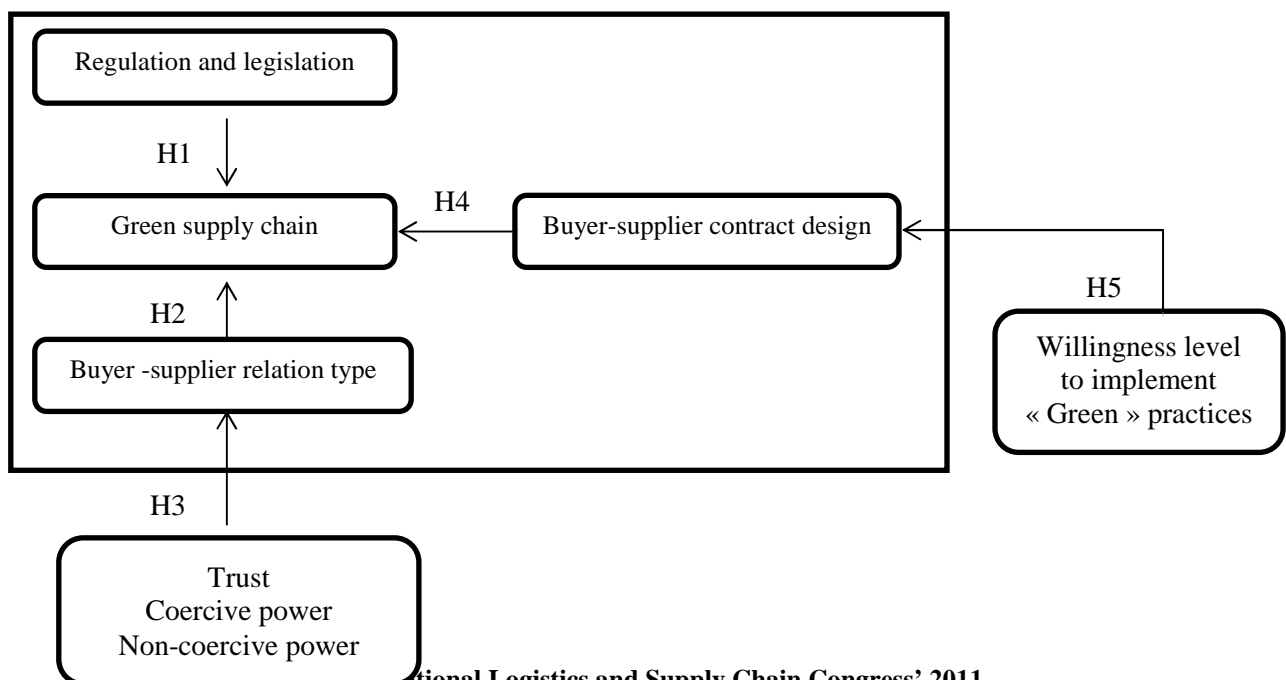 Regulation and legislation
H1
Green supply chain
H4
Buyer-supplier contract design
H2
H5
Buyer -supplier relation type
Willingness level
to implement
« Green » practices
H3
Trust
Coercive power
Non-coercive power
Logistics and Supply Chain Congress’ 2011